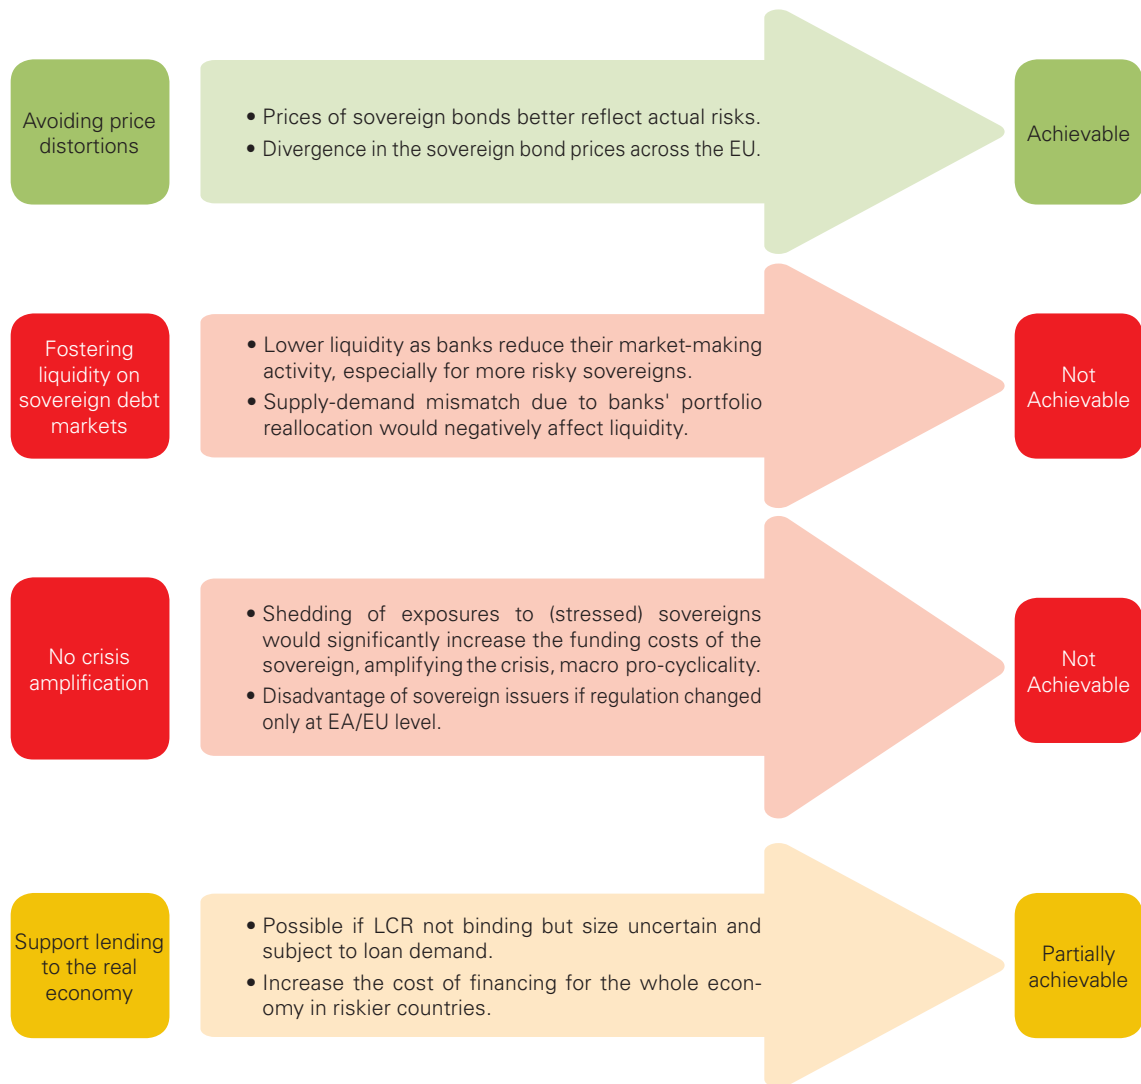 Avoiding price
distortions
• Prices of sovereign bonds better reflect actual risks.
• Divergence in the sovereign bond prices across the EU.
Achievable
Fostering
liquidity on
sovereign debt
markets
• Lower liquidity as banks reduce their market-making
activity, especially for more risky sovereigns.
• Supply-demand mismatch due to banks' portfolio
reallocation would negatively affect liquidity.
Not
Achievable
No crisis
amplification
• Shedding of exposures to (stressed) sovereigns
would significantly increase the funding costs of the
sovereign, amplifying the crisis, macro pro-cyclicality.
• Disadvantage of sovereign issuers if regulation changed
only at EA/EU level.
Not
Achievable
Support lending
to the real
economy
• Possible if LCR not binding but size uncertain and
subject to loan demand.
• Increase the cost of financing for the whole econ-
omy in riskier countries.
Partially
achievable